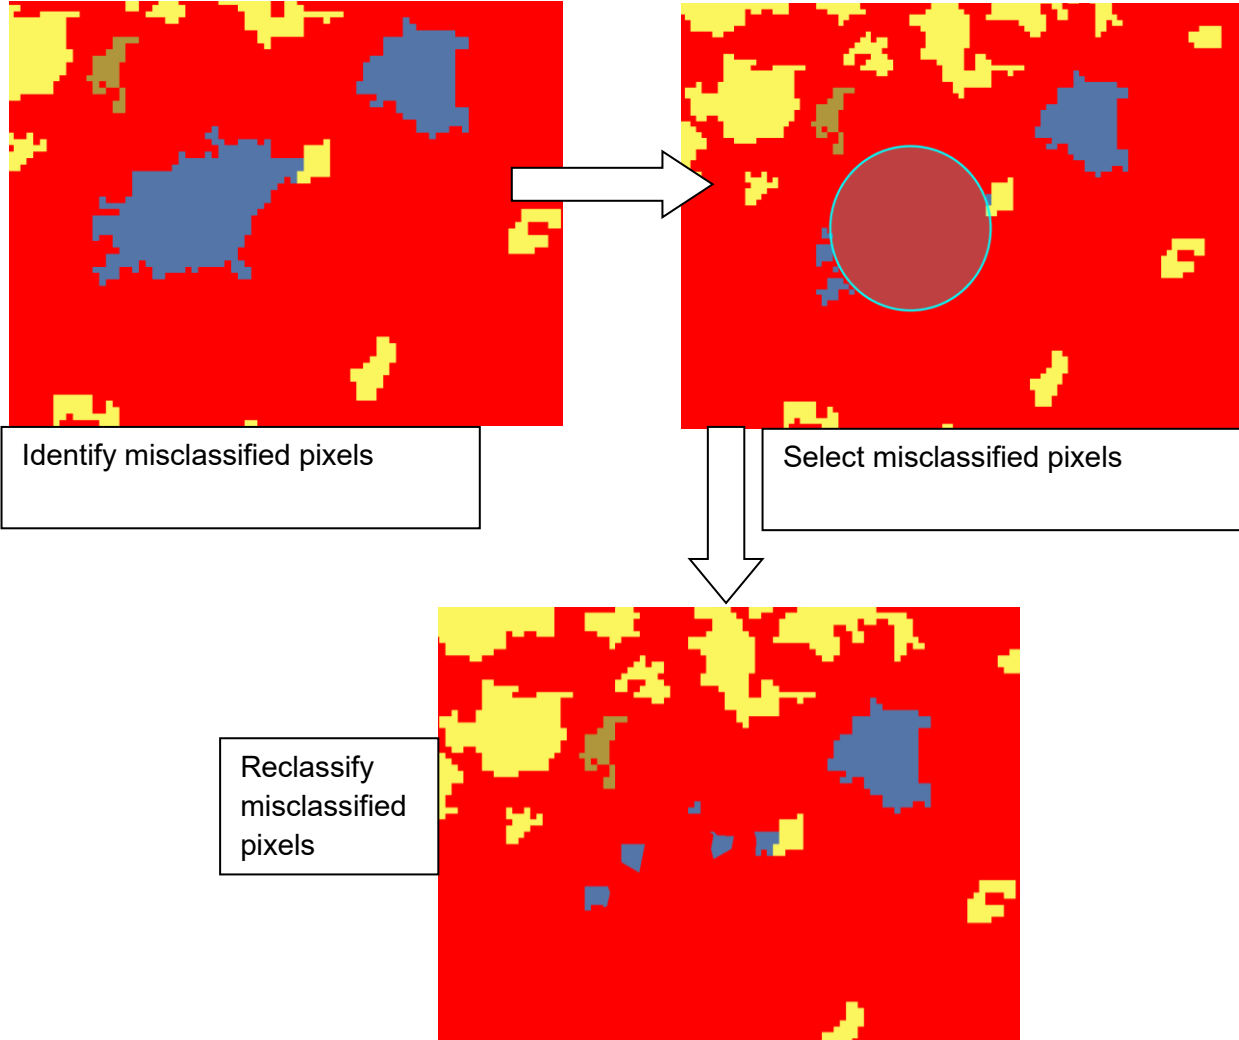 Identify misclassified pixels
Select misclassified pixels
Reclassify
misclassified
pixels